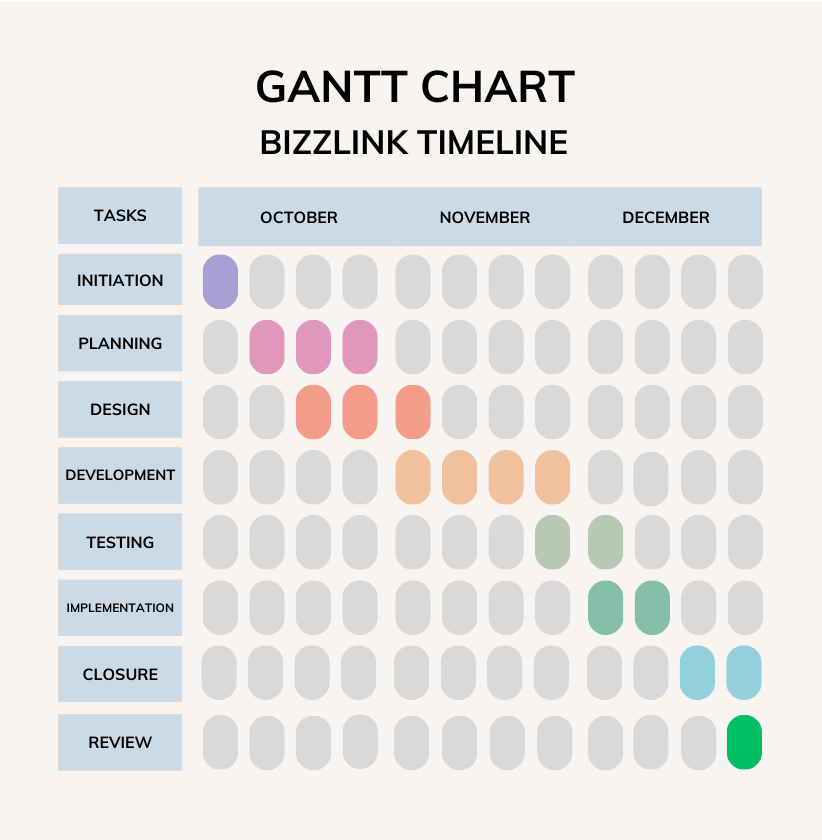 GANTT CHART
BIZZLINK TIMELINE
TASKS
OCTOBER
NOVEMBER
DECEMBER
INITIATION
PLANNING
DESIGN
DEVELOPMENT
TESTING
IMPLEMENTATION
CLOSURE
REVIEW